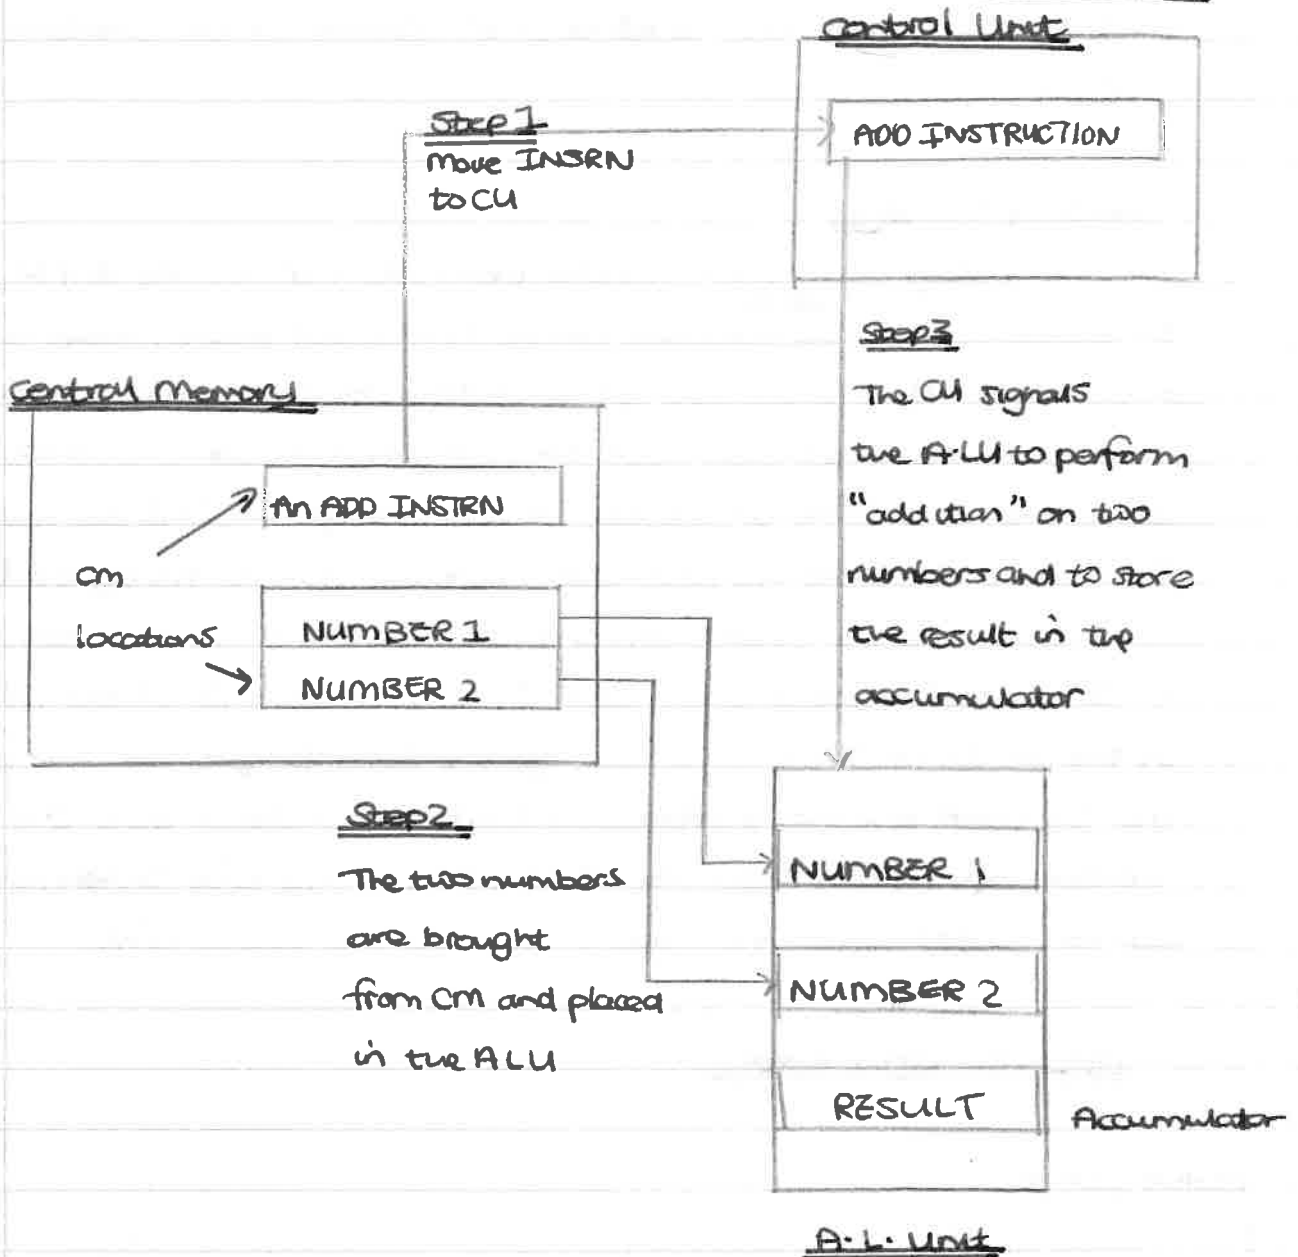 Control Unit
ADD INSTRUCTION
Step 1
Move INSRN
to CU
Step 3
The CU signals
the A.LU to perform
"addition" on two
numbers and to store
the result in the
accumulator
Central Memory
An ADD INSTRN
CM
locations
NUMBER 1
NUMBER 2
Step 2
The two numbers
are brought
from CM and placed
in the ALU
NUMBER 1
NUMBER 2
RESULT
Accumulator
A.L. Unit